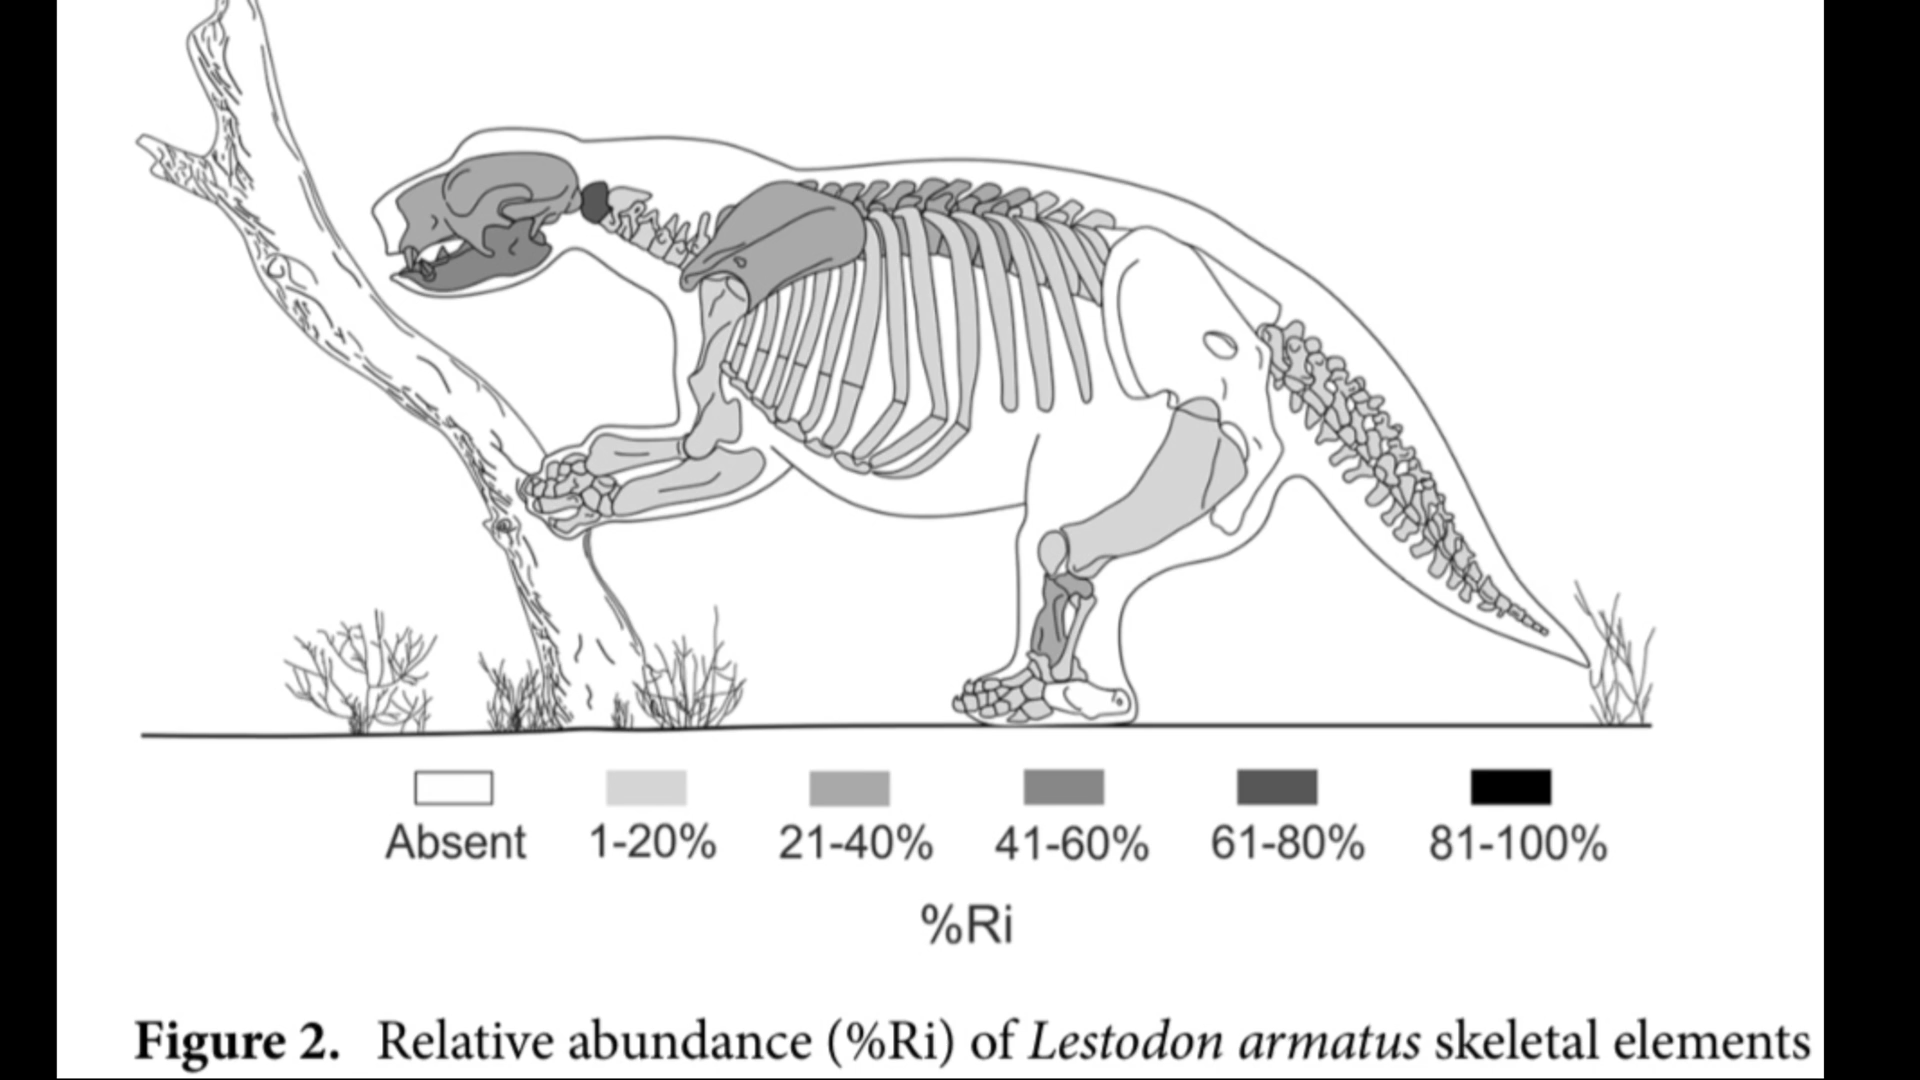 Absent 1-20% 21-40% 41-60% 61-80% 81-100%
%Ri
Figure 2. Relative abundance (%Ri) of Lestodon armatus skeletal elements